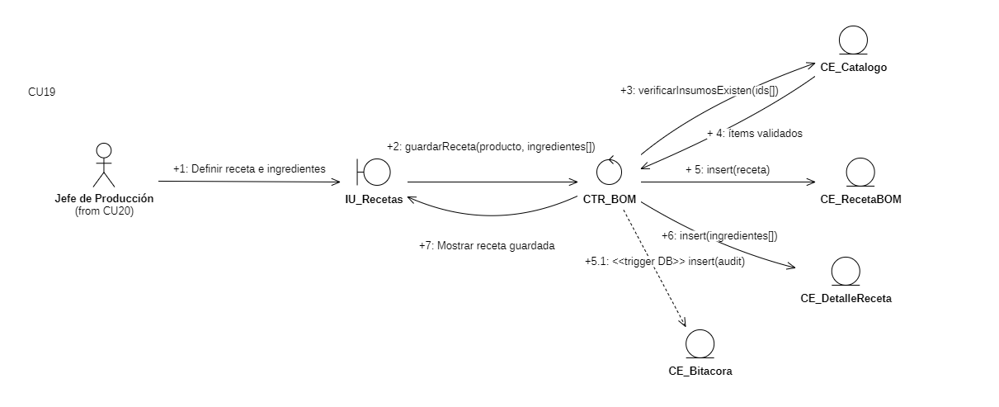 CE_Catalogo
CU19
+3: verificarInsumosExisten(ids[])
+ 4: ítems validados
+2: guardarReceta(producto, ingredientes[])
+1: Definir receta e ingredientes
+ 5: insert(receta)
Jefe de Producción
(from CU20)
IU_Recetas
CTR_BOM
CE_RecetaBOM
+6: insert(ingredientes[])
+7: Mostrar receta guardada
+5.1: <<trigger DB>> insert(audit)
CE_DetalleReceta
CE_Bitacora